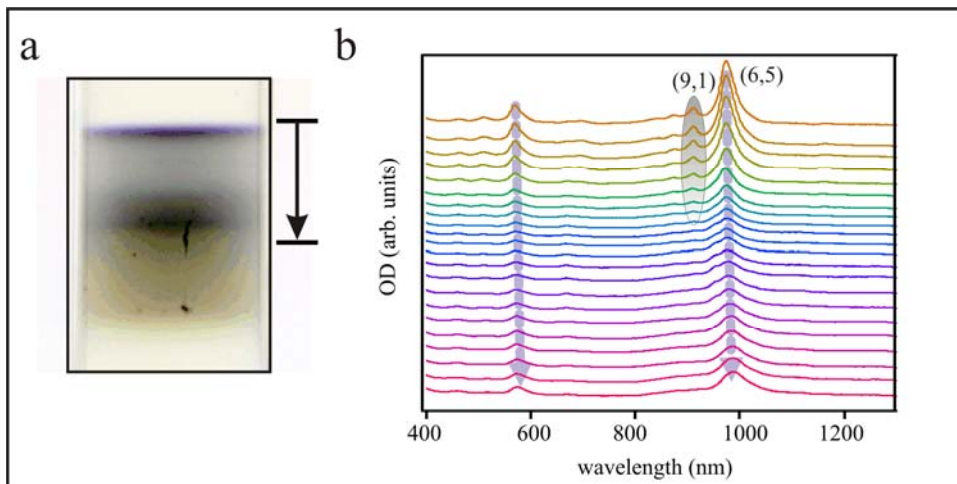 a
b
(9,1)
(6,5)
OD (arb. units)
400
600
800
1000
1200
wavelength (nm)